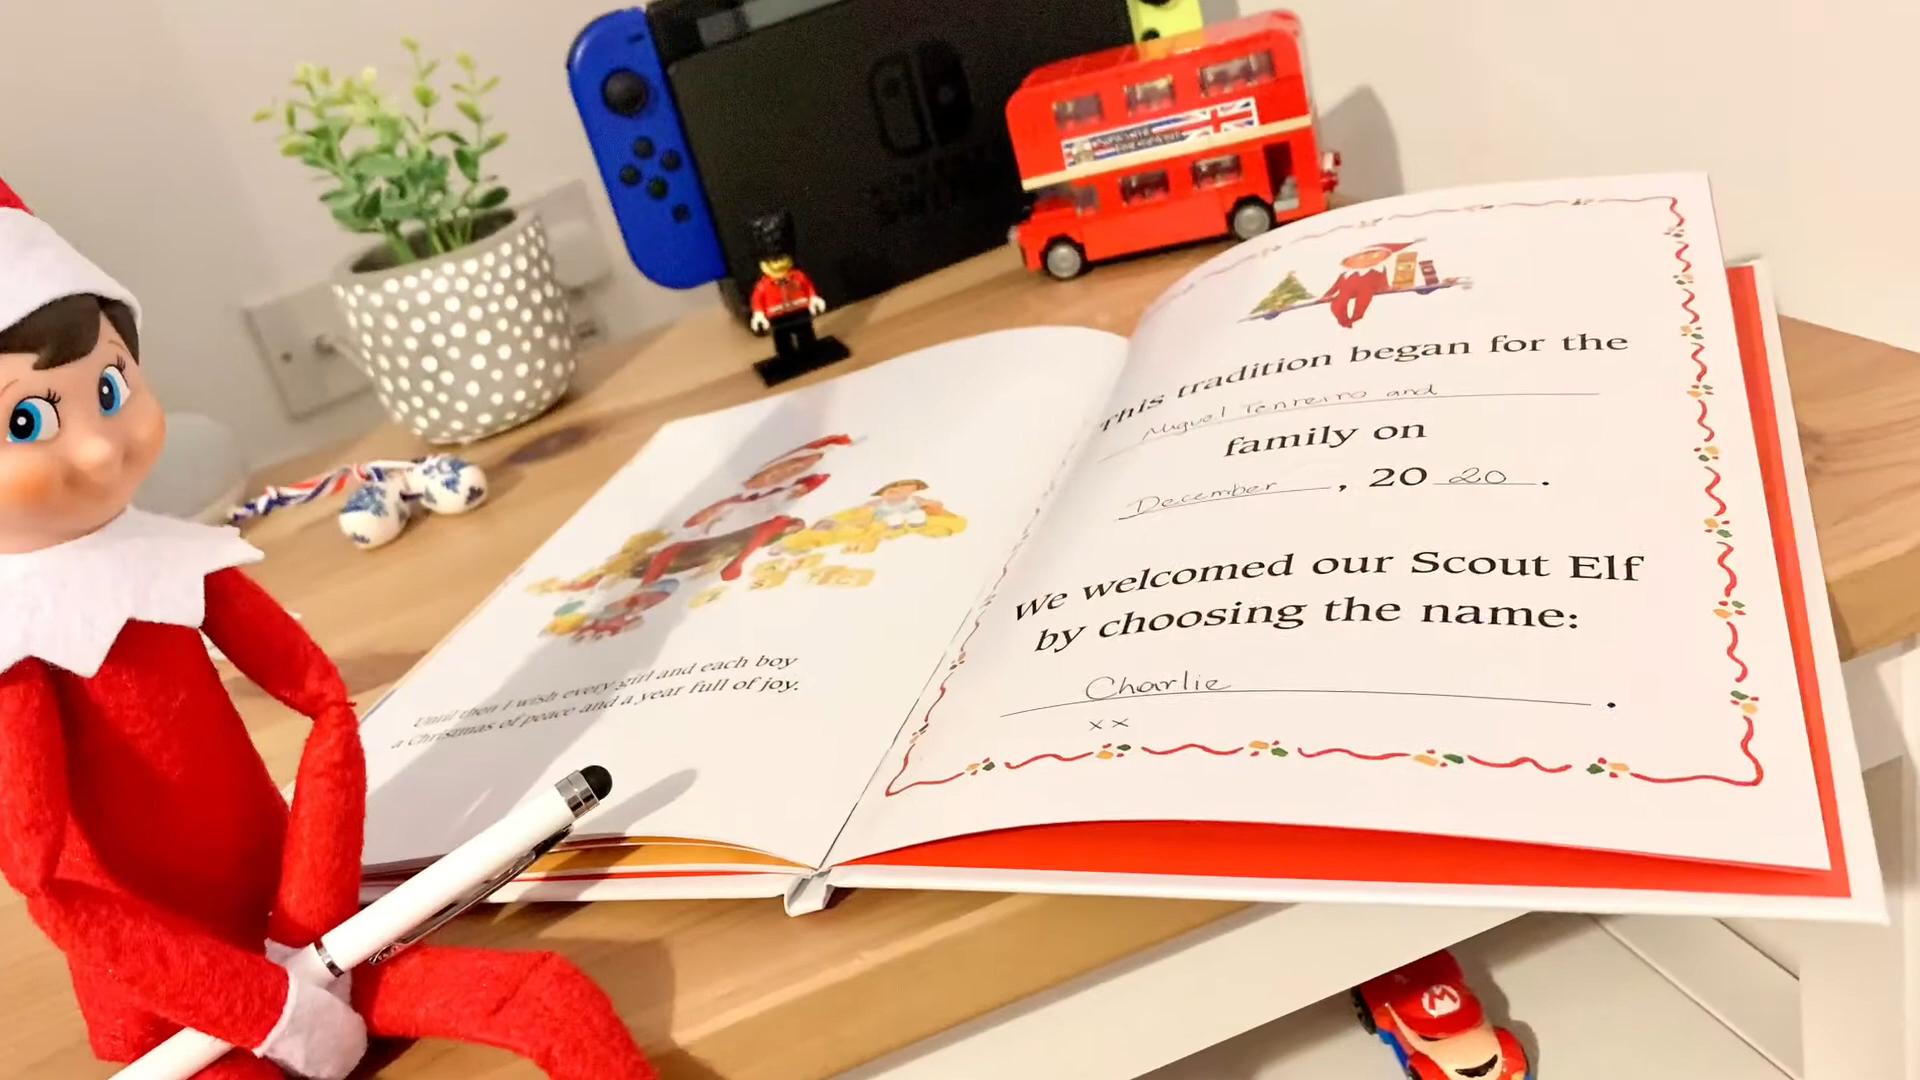 Until then I wish every girl and each boy
a Christmas of peace and a year full of joy.
This tradition began for the
Miguel Tenreiro and
family on
December, 20 20.
We welcomed our Scout Elf
by choosing the name:
Charlie.
xx
M